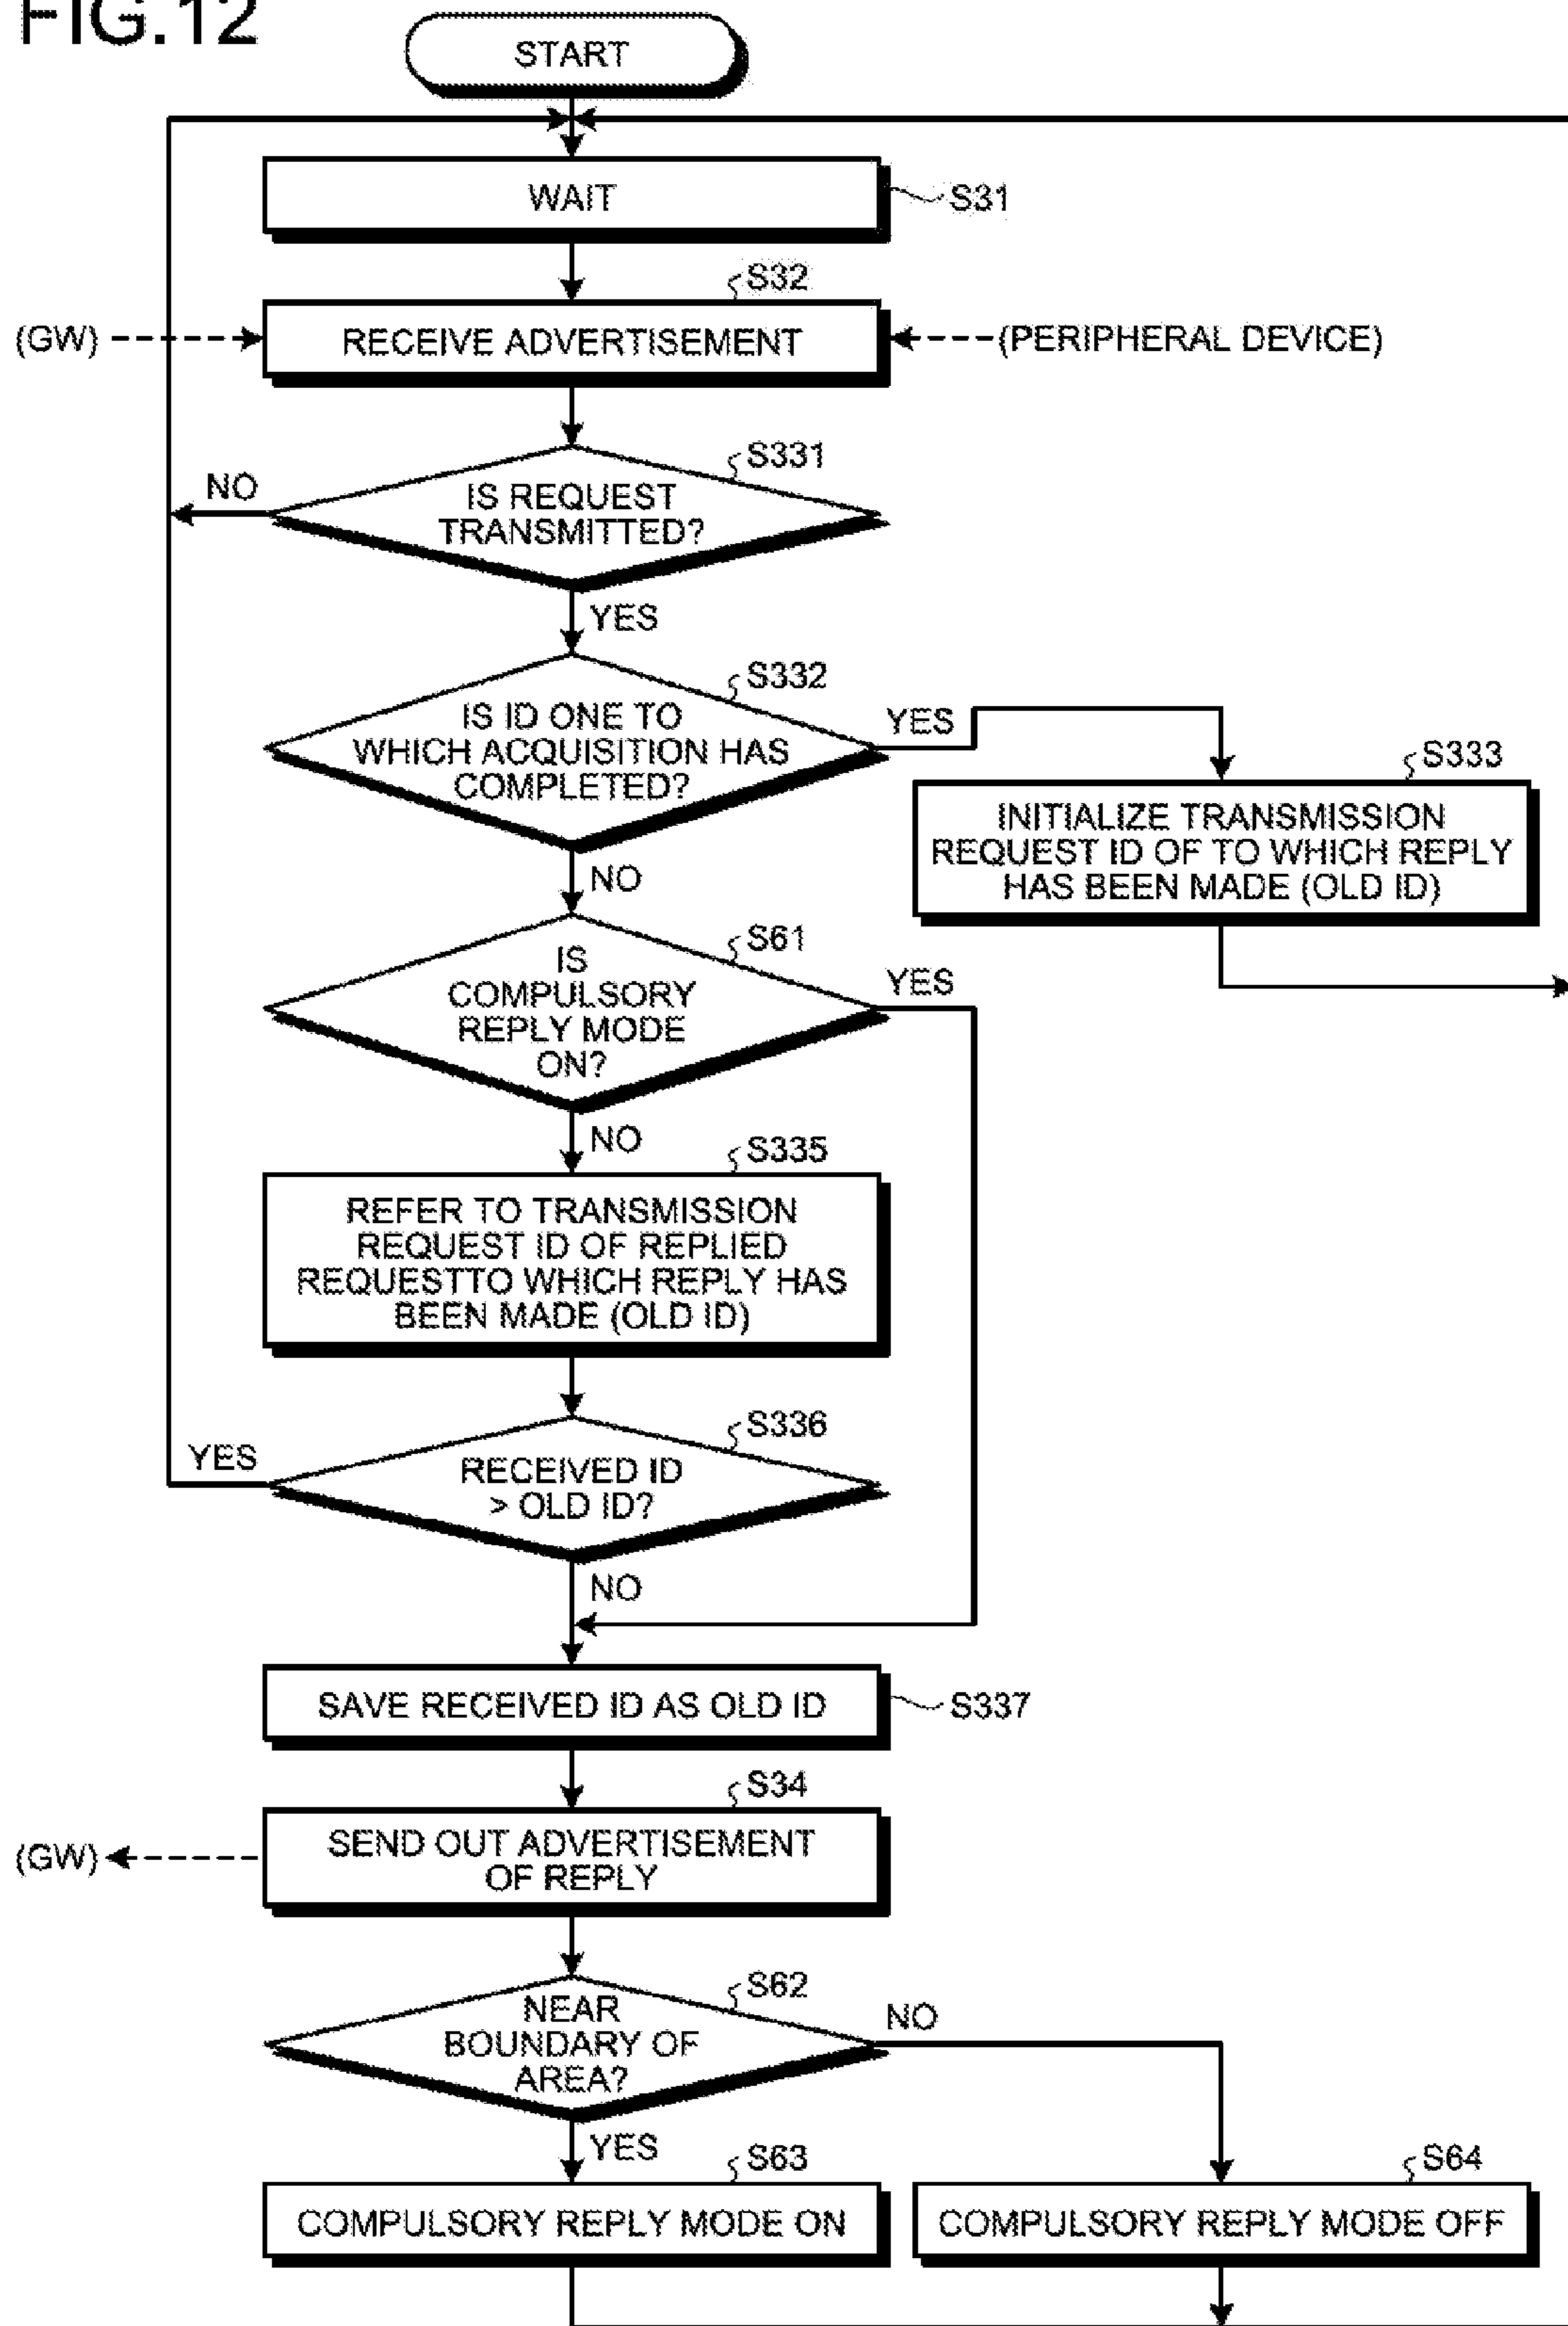 FIG.12
START
WAIT
S31
S32
(GW)
RECEIVE ADVERTISEMENT
(PERIPHERAL DEVICE)
S331
NO
IS REQUEST
TRANSMITTED?
YES
S332
IS ID ONE TO
WHICH ACQUISITION HAS
COMPLETED?
YES
S333
INITIALIZE TRANSMISSION
REQUEST ID OF TO WHICH REPLY
HAS BEEN MADE (OLD ID)
NO
S61
IS
COMPULSORY
REPLY MODE
ON?
YES
NO
S335
REFER TO TRANSMISSION
REQUEST ID OF REPLIED
REQUESTTO WHICH REPLY HAS
BEEN MADE (OLD ID)
S336
YES
RECEIVED ID
> OLD ID?
NO
SAVE RECEIVED ID AS OLD ID
S337
S34
(GW)
SEND OUT ADVERTISEMENT
OF REPLY
S62
NEAR
BOUNDARY OF
AREA?
NO
YES
S63
COMPULSORY REPLY MODE ON
S64
COMPULSORY REPLY MODE OFF